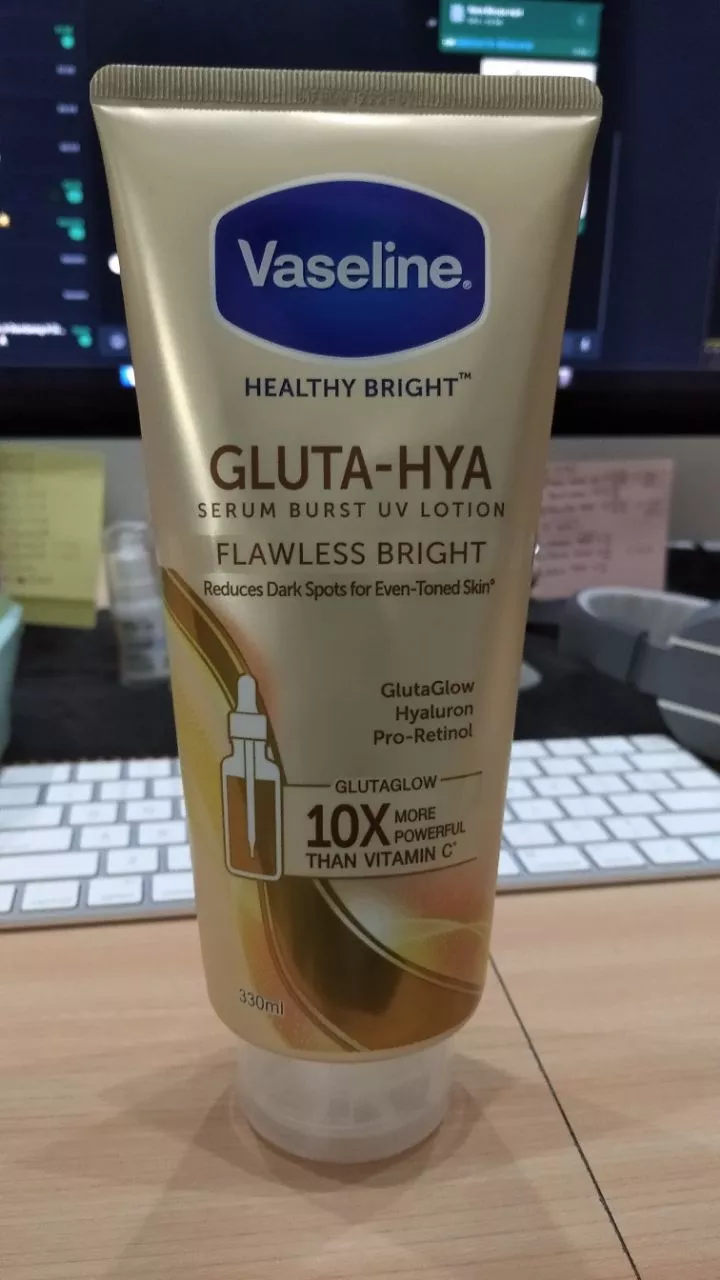 Vaseline®
HEALTHY BRIGHT™
GLUTA-HYA
SERUM BURST UV LOTION
FLAWLESS BRIGHT
Reduces Dark Spots for Even-Toned Skin°
GlutaGlow
Hyaluron
Pro-Retinol
GLUTAGLOW
10X MORE
POWERFUL
THAN VITAMIN C*
330ml